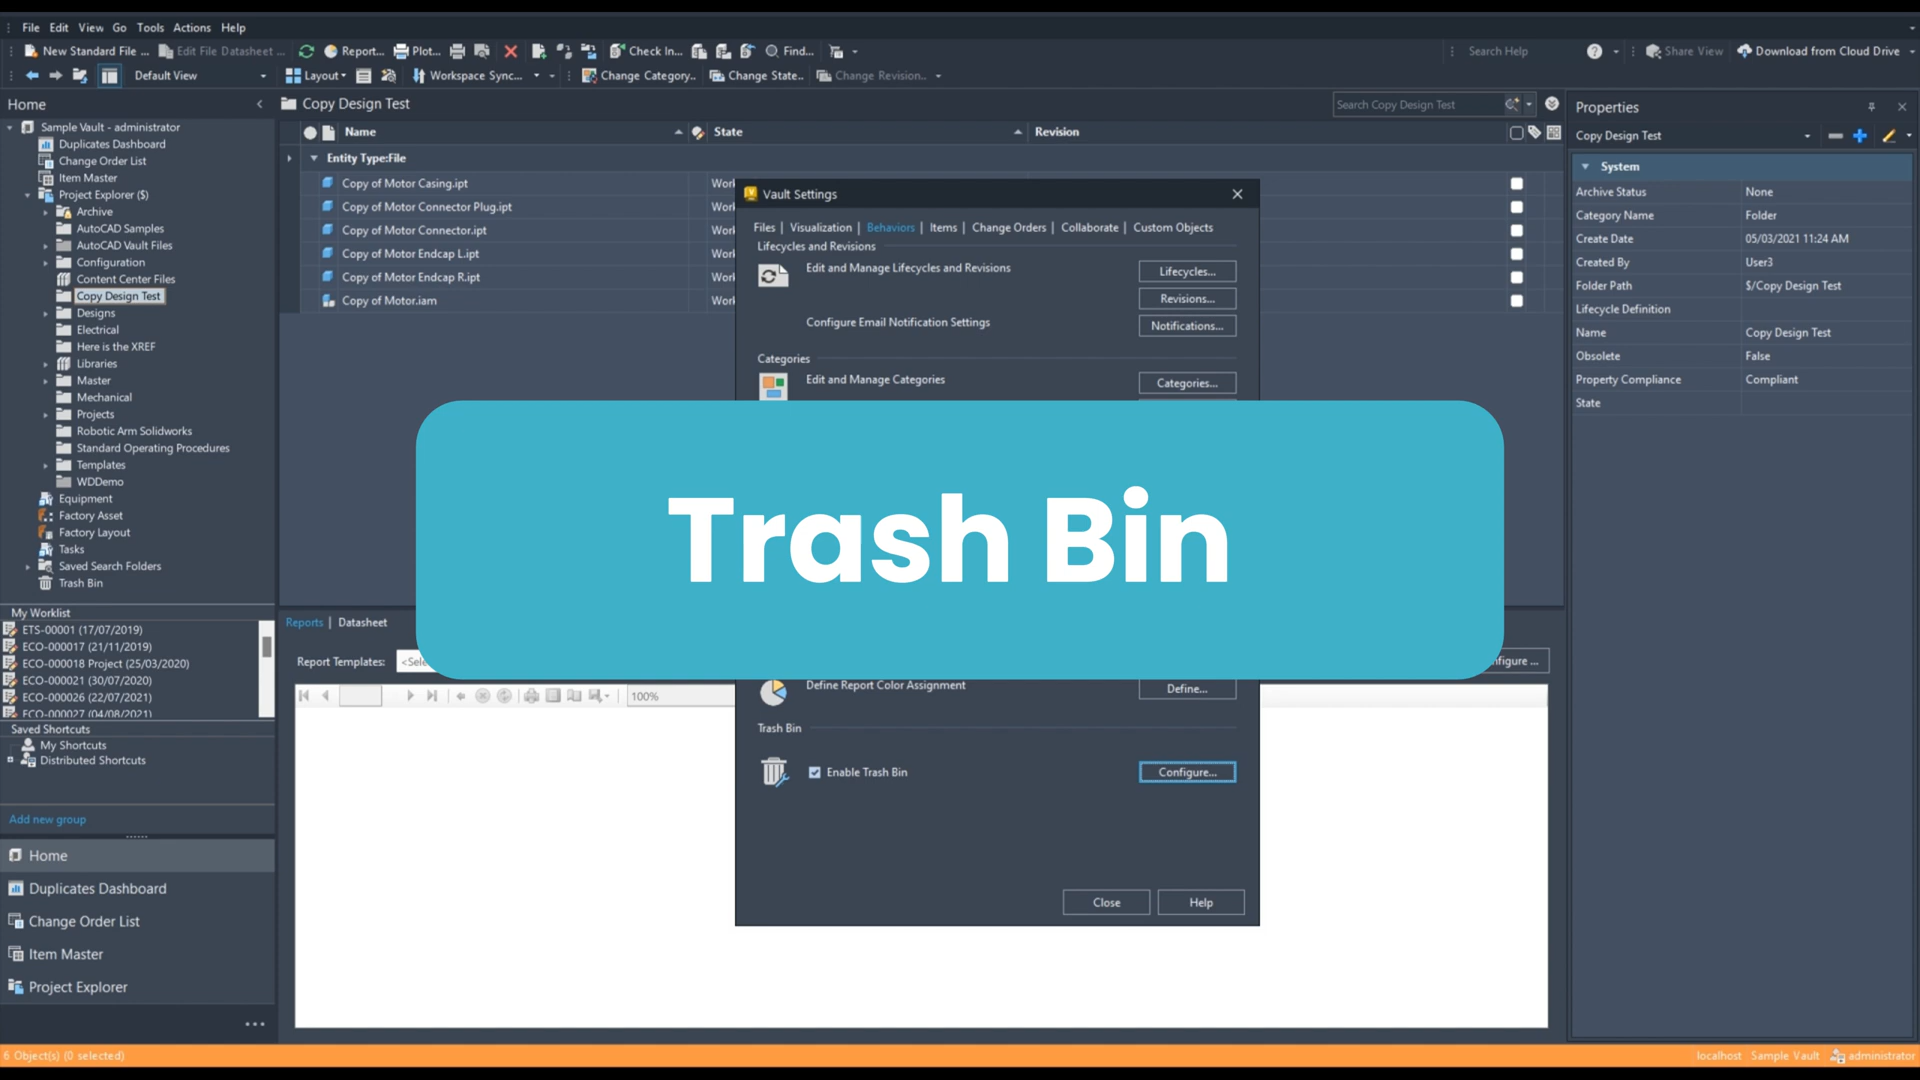 File Edit View Go Tools Actions Help
New Standard File ... Edit File Datasheet ... Report... Plot... Check In... Find... Search Help Share View Download from Cloud Drive
Default View Layout Workspace Sync... Change Category.. Change State.. Change Revision..
Home
Sample Vault - administrator
Duplicates Dashboard
Change Order List
Item Master
Project Explorer ($)
Archive
AutoCAD Samples
AutoCAD Vault Files
Configuration
Content Center Files
Copy Design Test
Designs
Electrical
Here is the XREF
Libraries
Master
Mechanical
Projects
Robotic Arm Solidworks
Standard Operating Procedures
Templates
WDDemo
Equipment
Factory Asset
Factory Layout
Tasks
Saved Search Folders
Trash Bin
My Worklist
ETS-00001 (17/07/2019)
ECO-000017 (21/11/2019)
ECO-000018 Project (25/03/2020)
ECO-000021 (30/07/2020)
ECO-000026 (22/07/2021)
ECO-000027 (04/08/2021)
Saved Shortcuts
My Shortcuts
Distributed Shortcuts
Add new group
Home
Duplicates Dashboard
Change Order List
Item Master
Project Explorer
Copy Design Test Search Copy Design Test
Name State Revision
Entity Type:File
Copy of Motor Casing.ipt
Copy of Motor Connector Plug.ipt
Copy of Motor Connector.ipt
Copy of Motor Endcap L.ipt
Copy of Motor Endcap R.ipt
Copy of Motor.iam
Reports | Datasheet
Report Templates:
100%
Vault Settings
Files | Visualization | Behaviors | Items | Change Orders | Collaborate | Custom Objects
Lifecycles and Revisions
Edit and Manage Lifecycles and Revisions Lifecycles...
Revisions...
Configure Email Notification Settings Notifications...
Categories
Edit and Manage Categories Categories...
Trash Bin
Define Report Color Assignment Define...
Trash Bin
Enable Trash Bin Configure...
Close Help
Properties
Copy Design Test
System
Archive Status None
Category Name Folder
Create Date 05/03/2021 11:24 AM
Created By User3
Folder Path $/Copy Design Test
Lifecycle Definition
Name Copy Design Test
Obsolete False
Property Compliance Compliant
State
6 Object(s) (0 selected) localhost Sample Vault administrator